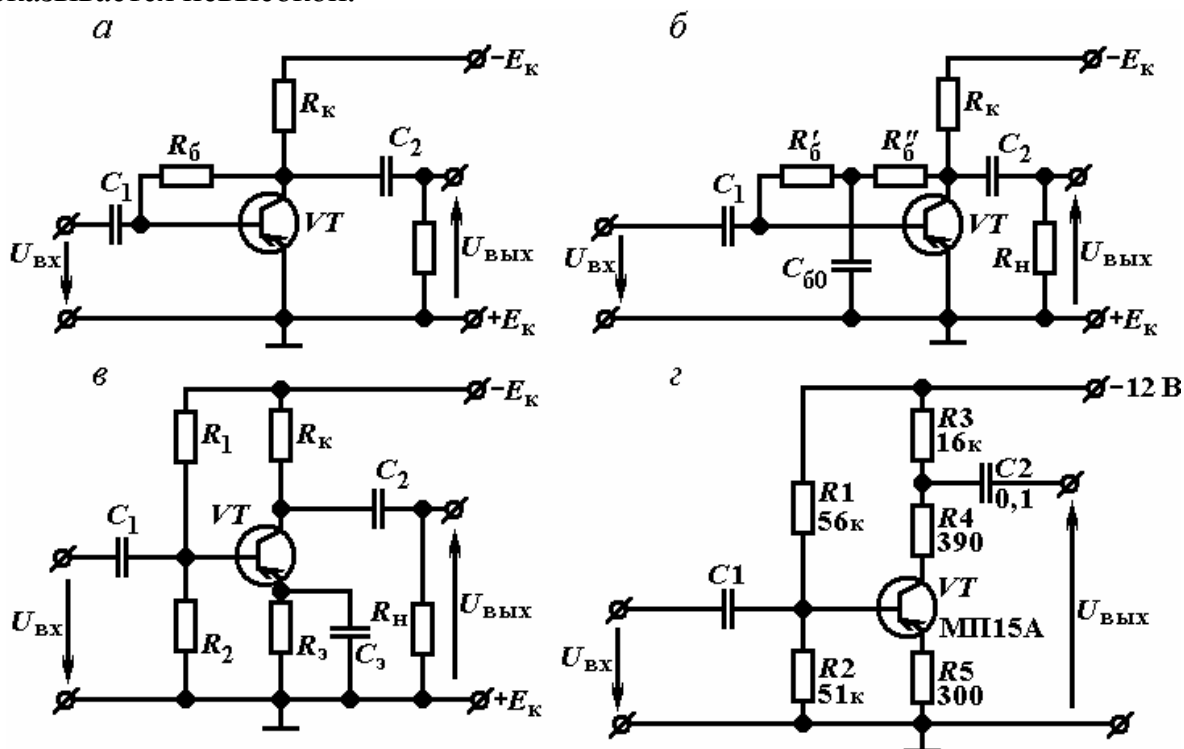 а
−Eк
Rк
Rб
C2
C1
VT
Uвх
Uвых
+Eк
б
−Eк
Rк
Rб′
Rб″
C2
C1
VT
Uвх
Cб0
Rн
Uвых
+Eк
в
−Eк
R1
Rк
C2
C1
VT
Uвх
R2
Rэ
Cэ
Rн
Uвых
+Eк
г
−12 В
R3
16к
C2
0,1
R1
56к
R4
390
C1
VT
МП15А
Uвх
Uвых
R2
51к
R5
300